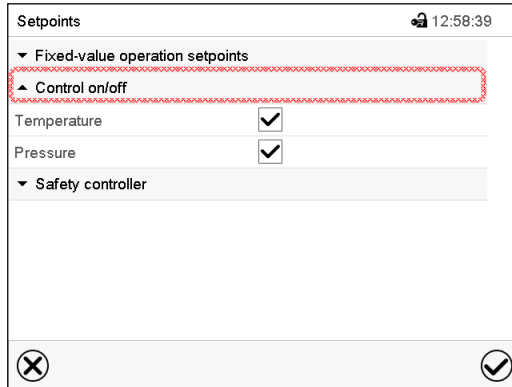 Setpoints 12:58:39
Fixed-value operation setpoints
Control on/off
Temperature
Pressure
Safety controller